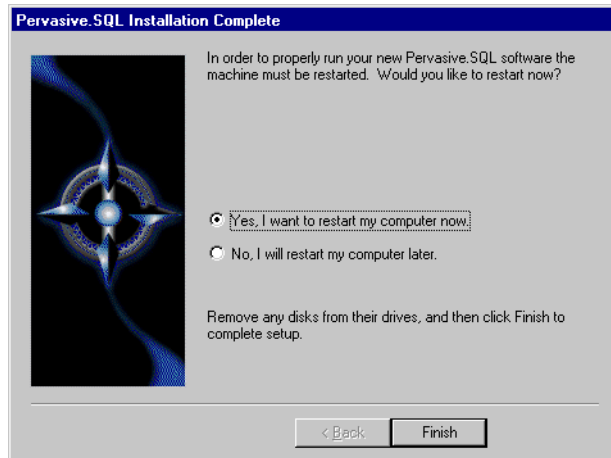 Pervasive.SQL Installation Complete
In order to properly run your new Pervasive.SQL software the
machine must be restarted.  Would you like to restart now?
Yes, I want to restart my computer now.
No, I will restart my computer later.
Remove any disks from their drives, and then click Finish to
complete setup.
< Back
Finish